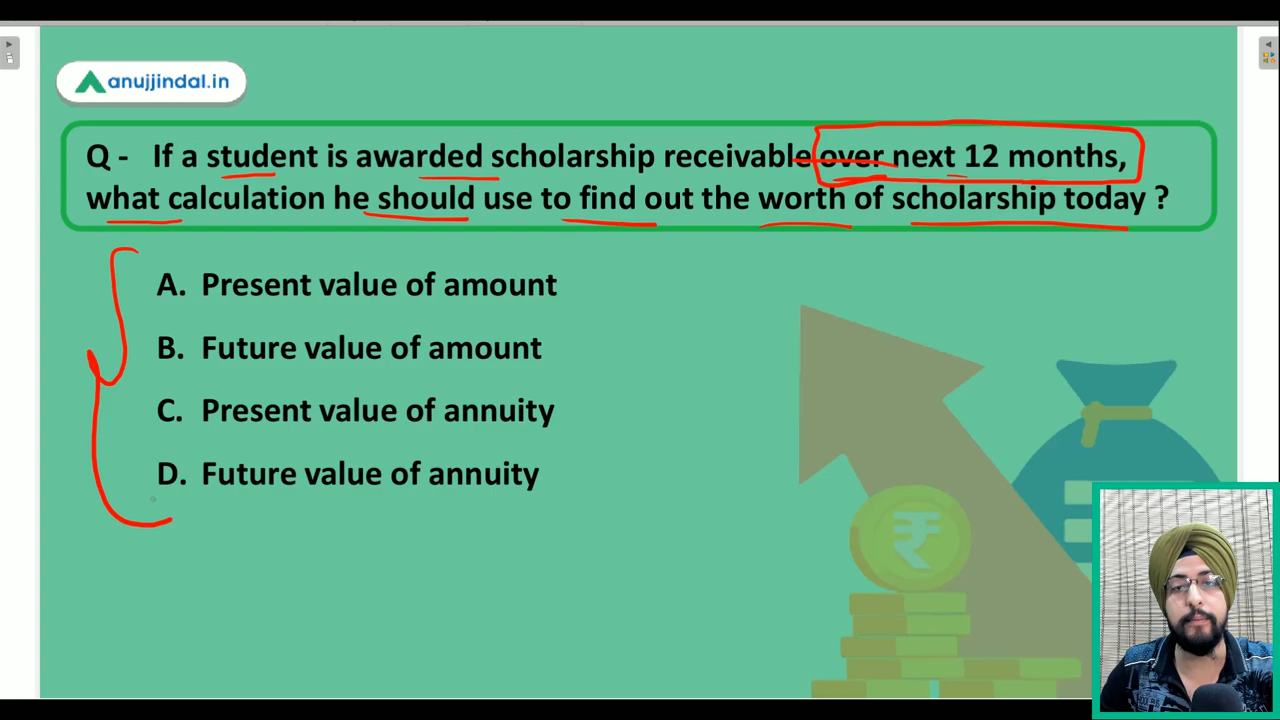 anujjindal.in
Q - If a student is awarded scholarship receivable over next 12 months,
what calculation he should use to find out the worth of scholarship today ?
A. Present value of amount
B. Future value of amount
C. Present value of annuity
D. Future value of annuity
₹